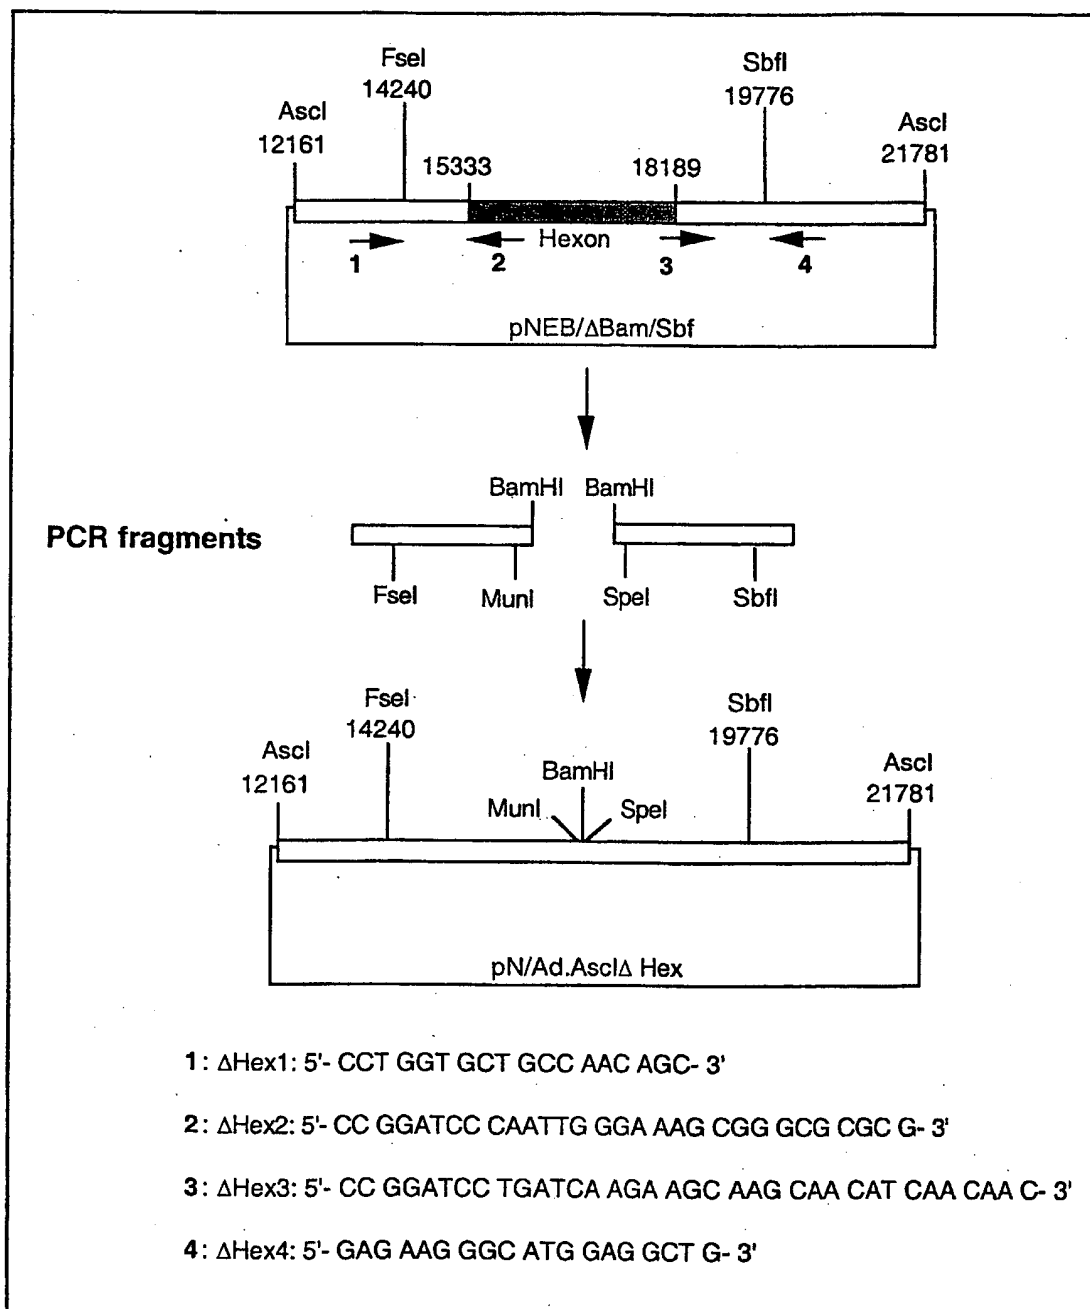 FseI
14240
SbfI
19776
AscI
12161
AscI
21781
15333
18189
Hexon
1
2
3
4
pNEB/ΔBam/Sbf
BamHI BamHI
PCR fragments
FseI MunI SpeI SbfI
FseI
14240
SbfI
19776
AscI
12161
BamHI
AscI
21781
MunI SpeI
pN/Ad.AscIΔ Hex
1: ΔHex1: 5'- CCT GGT GCT GCC AAC AGC- 3'
2: ΔHex2: 5'- CC GGATCC CAATTG GGA AAG CGG GCG CGC G- 3'
3: ΔHex3: 5'- CC GGATCC TGATCA AGA AGC AAG CAA CAT CAA CAA C- 3'
4: ΔHex4: 5'- GAG AAG GGC ATG GAG GCT G- 3'